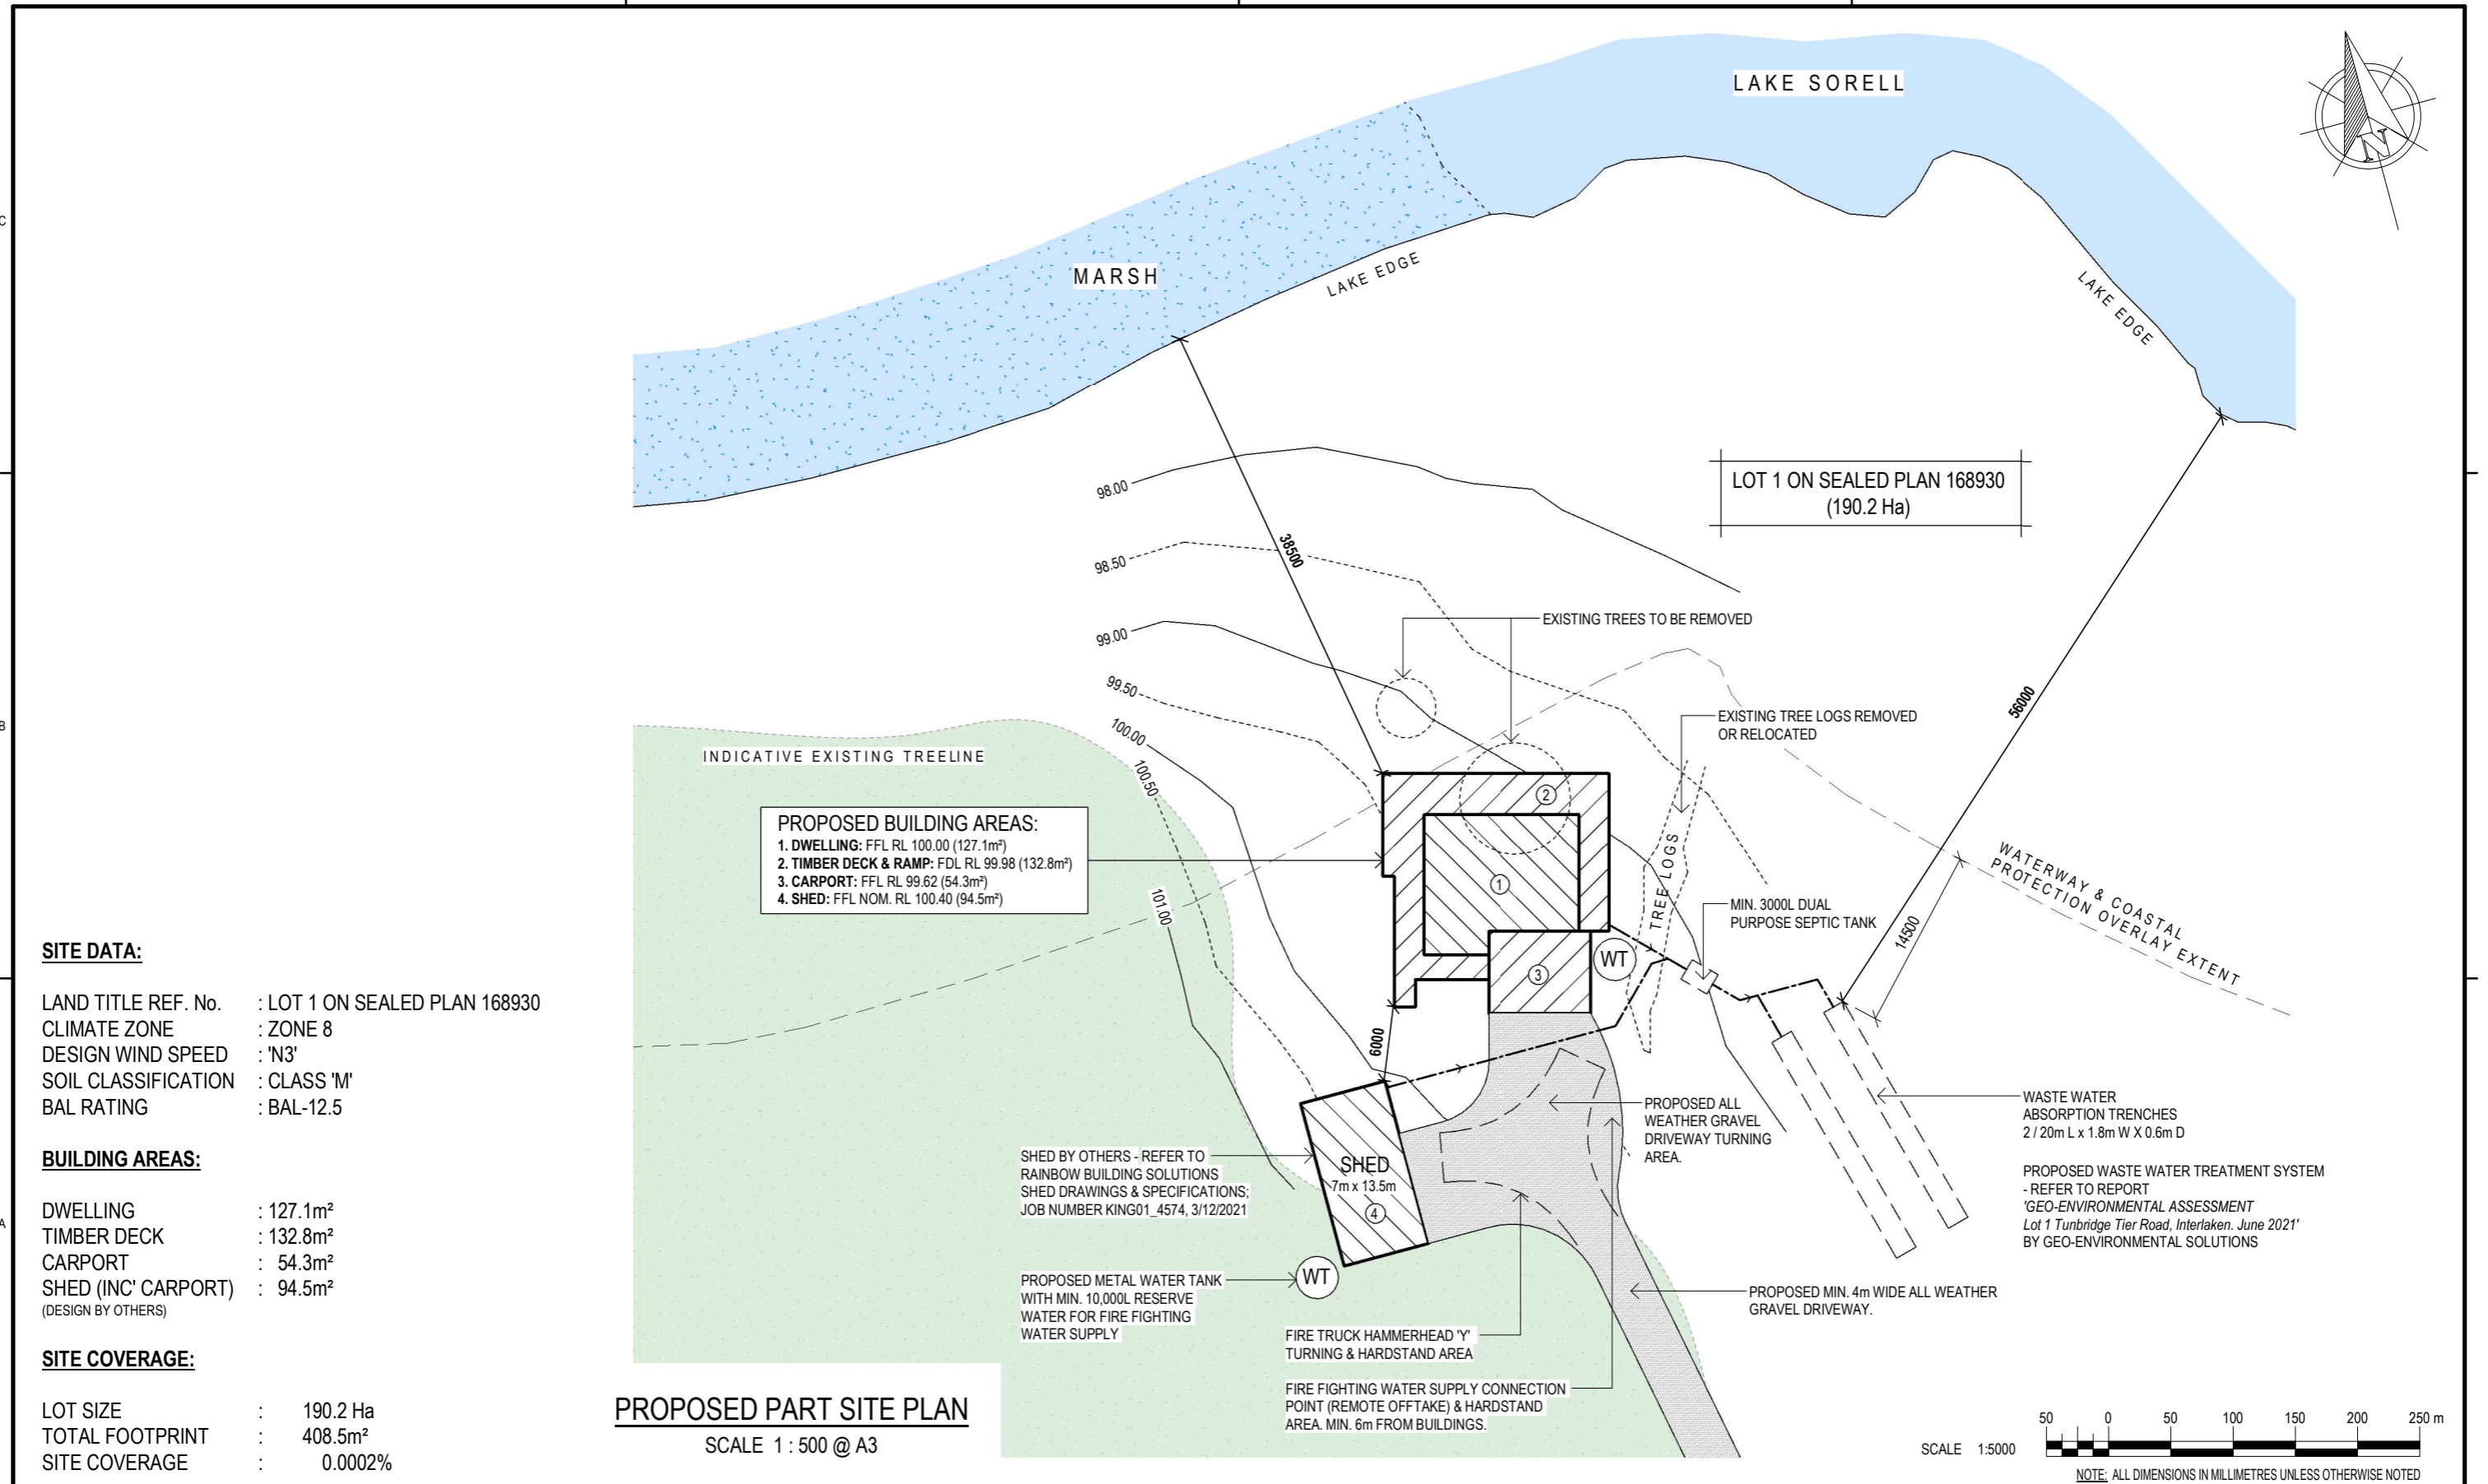 LAKE SORELL
N
C
MARSH
LAKE EDGE
LAKE EDGE
LOT 1 ON SEALED PLAN 168930
(190.2 Ha)
98.00
38500
98.50
EXISTING TREES TO BE REMOVED
99.00
99.50
56000
EXISTING TREE LOGS REMOVED
OR RELOCATED
B
100.00
INDICATIVE EXISTING TREELINE
100.50
2
PROPOSED BUILDING AREAS:
1. DWELLING: FFL RL 100.00 (127.1m²)
2. TIMBER DECK & RAMP: FDL RL 99.98 (132.8m²)
3. CARPORT: FFL RL 99.62 (54.3m²)
4. SHED: FFL NOM. RL 100.40 (94.5m²)
TREE LOGS
1
101.00
WATERWAY & COASTAL
PROTECTION OVERLAY EXTENT
MIN. 3000L DUAL
PURPOSE SEPTIC TANK
14500
WT
3
6000
SITE DATA:
LAND TITLE REF. No. : LOT 1 ON SEALED PLAN 168930
CLIMATE ZONE : ZONE 8
DESIGN WIND SPEED : 'N3'
SOIL CLASSIFICATION : CLASS 'M'
BAL RATING : BAL-12.5
BUILDING AREAS:
DWELLING : 127.1m²
TIMBER DECK : 132.8m²
CARPORT : 54.3m²
SHED (INC' CARPORT) : 94.5m²
(DESIGN BY OTHERS)
SITE COVERAGE:
LOT SIZE : 190.2 Ha
TOTAL FOOTPRINT : 408.5m²
SITE COVERAGE : 0.0002%
A
PROPOSED ALL
WEATHER GRAVEL
DRIVEWAY TURNING
AREA.
WASTE WATER
ABSORPTION TRENCHES
2 / 20m L x 1.8m W X 0.6m D
PROPOSED WASTE WATER TREATMENT SYSTEM
- REFER TO REPORT
'GEO-ENVIRONMENTAL ASSESSMENT
Lot 1 Tunbridge Tier Road, Interlaken. June 2021'
BY GEO-ENVIRONMENTAL SOLUTIONS
SHED BY OTHERS - REFER TO
RAINBOW BUILDING SOLUTIONS
SHED DRAWINGS & SPECIFICATIONS;
JOB NUMBER KING01_4574, 3/12/2021
SHED
7m x 13.5m
4
WT
PROPOSED METAL WATER TANK
WITH MIN. 10,000L RESERVE
WATER FOR FIRE FIGHTING
WATER SUPPLY
PROPOSED MIN. 4m WIDE ALL WEATHER
GRAVEL DRIVEWAY.
FIRE TRUCK HAMMERHEAD 'Y'
TURNING & HARDSTAND AREA
FIRE FIGHTING WATER SUPPLY CONNECTION
POINT (REMOTE OFFTAKE) & HARDSTAND
AREA. MIN. 6m FROM BUILDINGS.
PROPOSED PART SITE PLAN
SCALE 1 : 500 @ A3
50 0 50 100 150 200 250 m
SCALE 1:5000
NOTE: ALL DIMENSIONS IN MILLIMETRES UNLESS OTHERWISE NOTED